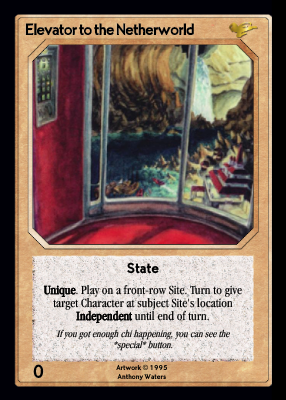 Elevator to the Netherworld
State
Unique. Play on a front-row Site. Turn to give
target Character at subject Site's location
Independent until end of turn.
If you got enough chi happening, you can see the
*special* button.
0
Artwork © 1995
Anthony Waters